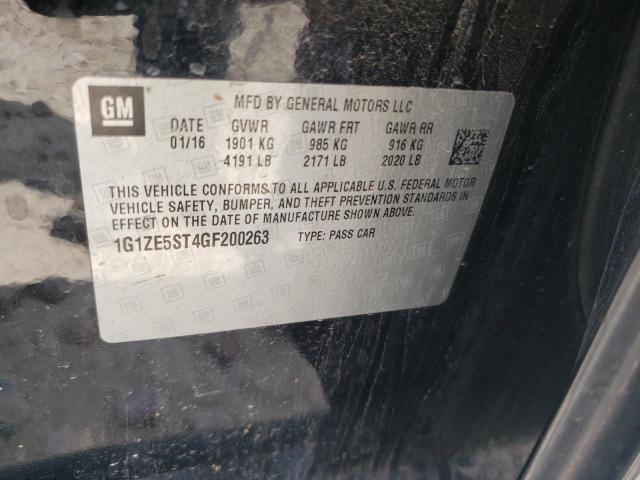 GM
MFD BY GENERAL MOTORS LLC
DATE GVWR GAWR FRT GAWR RR
01/16 1901 KG 985 KG 916 KG
4191 LB 2171 LB 2020 LB
THIS VEHICLE CONFORMS TO ALL APPLICABLE U.S. FEDERAL MOTOR
VEHICLE SAFETY, BUMPER, AND THEFT PREVENTION STANDARDS IN
EFFECT ON THE DATE OF MANUFACTURE SHOWN ABOVE.
1G1ZE5ST4GF200263 TYPE: PASS CAR